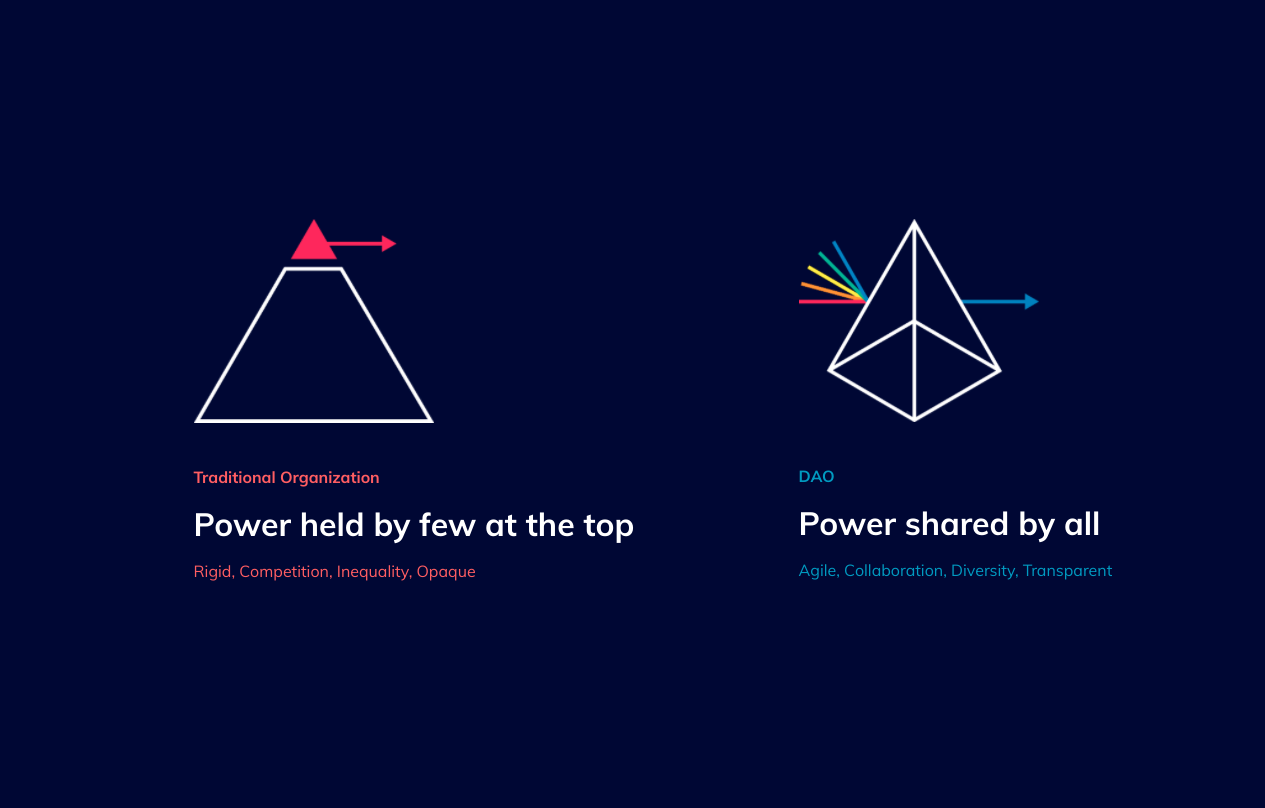 Traditional Organization
Power held by few at the top
Rigid, Competition, Inequality, Opaque
DAO
Power shared by all
Agile, Collaboration, Diversity, Transparent